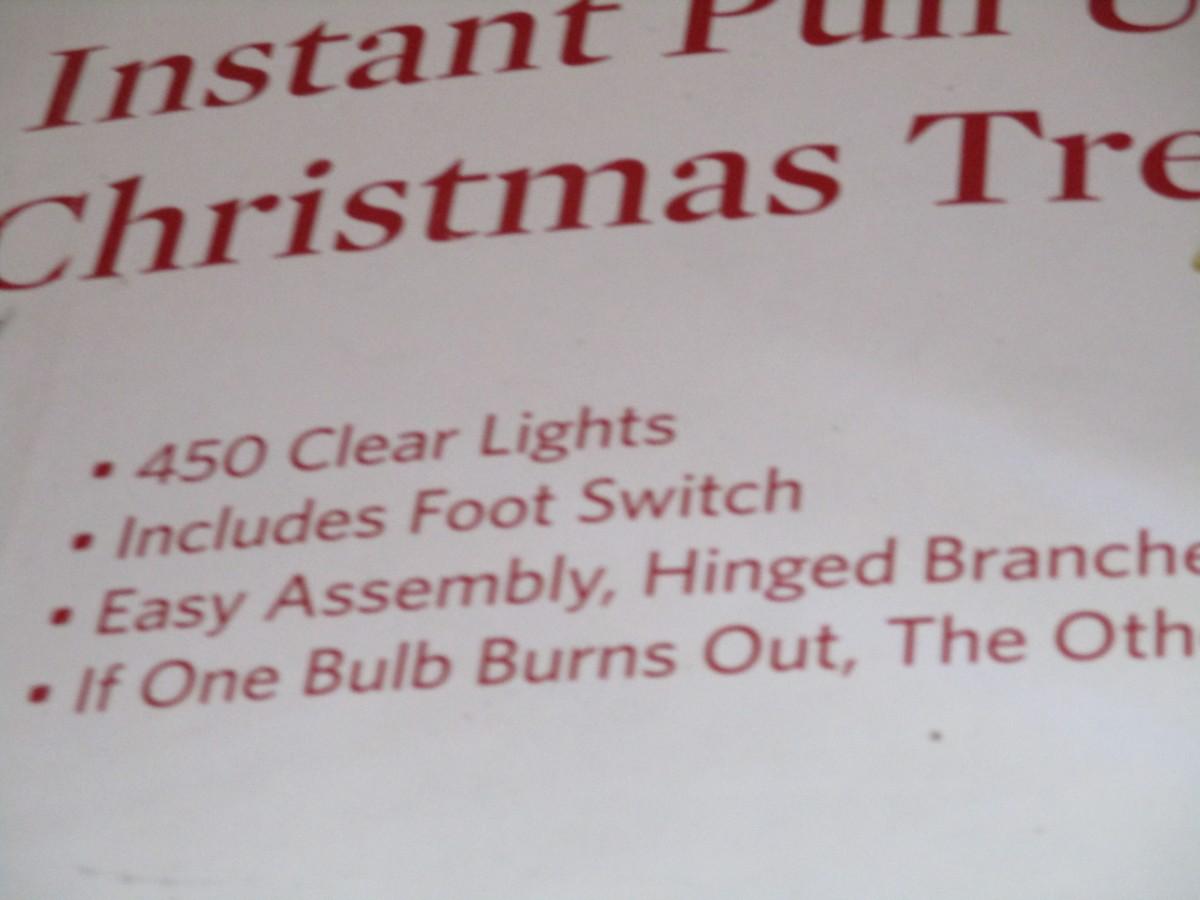 Instant Pull U
Christmas Tre
• 450 Clear Lights
• Includes Foot Switch
• Easy Assembly, Hinged Branche
• If One Bulb Burns Out, The Oth